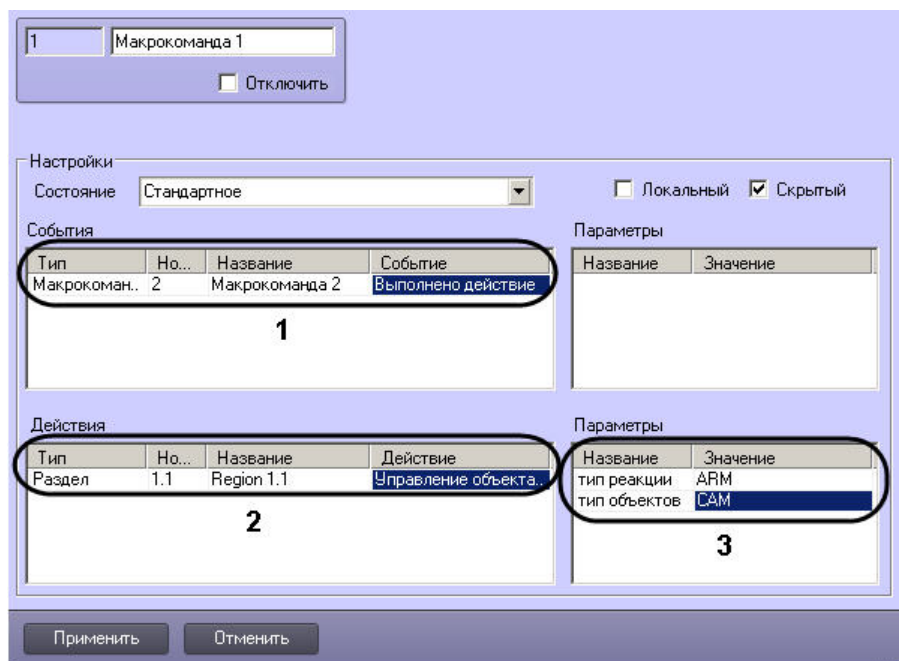 1 Макрокоманда 1
Отключить
Настройки
Состояние Стандартное Локальный Скрытый
События Параметры
Тип Но... Название Событие Название Значение
Макрокоман.. 2 Макрокоманда 2 Выполнено действие
1
Действия Параметры
Тип Но... Название Действие Название Значение
Раздел 1.1 Region 1.1 Управление объекта.. тип реакции ARM
тип объектов CAM
2 3
Применить Отменить